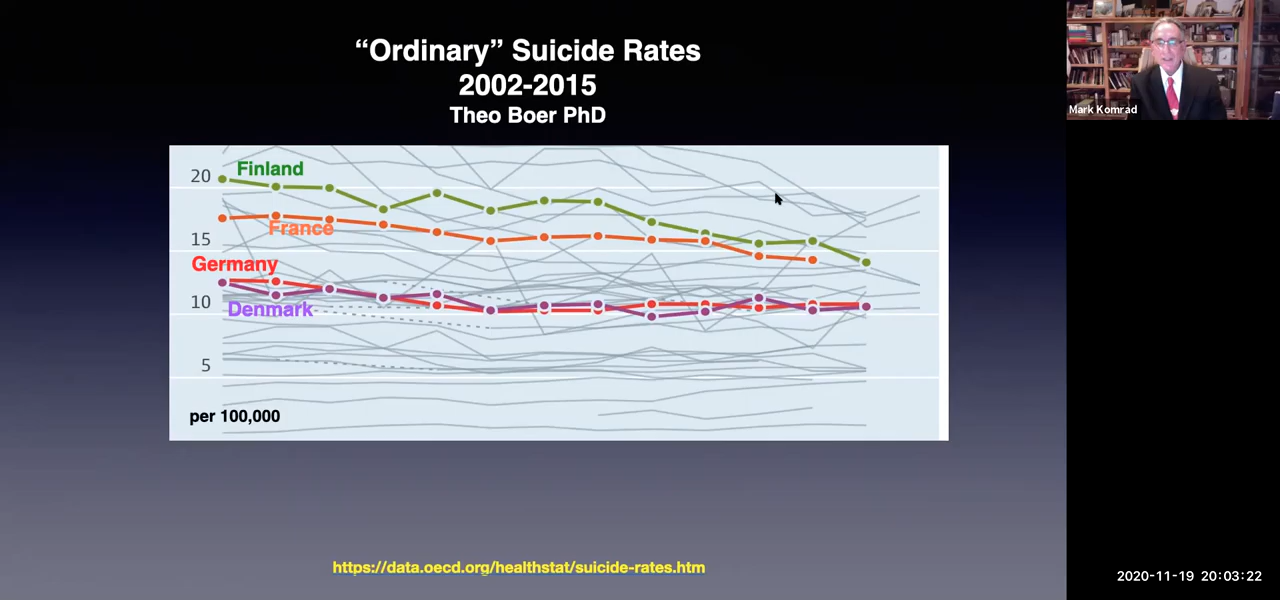 “Ordinary” Suicide Rates
2002-2015
Theo Boer PhD
Mark Komrad
20
Finland
15
France
Germany
10
Denmark
5
per 100,000
https://data.oecd.org/healthstat/suicide-rates.htm
2020-11-19 20:03:22